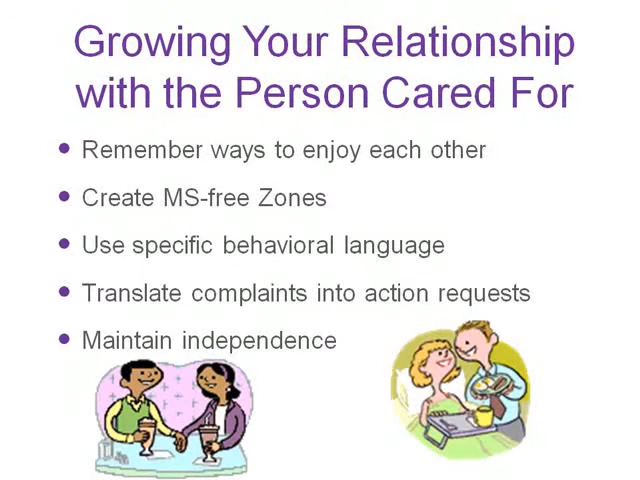 Growing Your Relationship
with the Person Cared For
Remember ways to enjoy each other
Create MS-free Zones
Use specific behavioral language
Translate complaints into action requests
Maintain independence